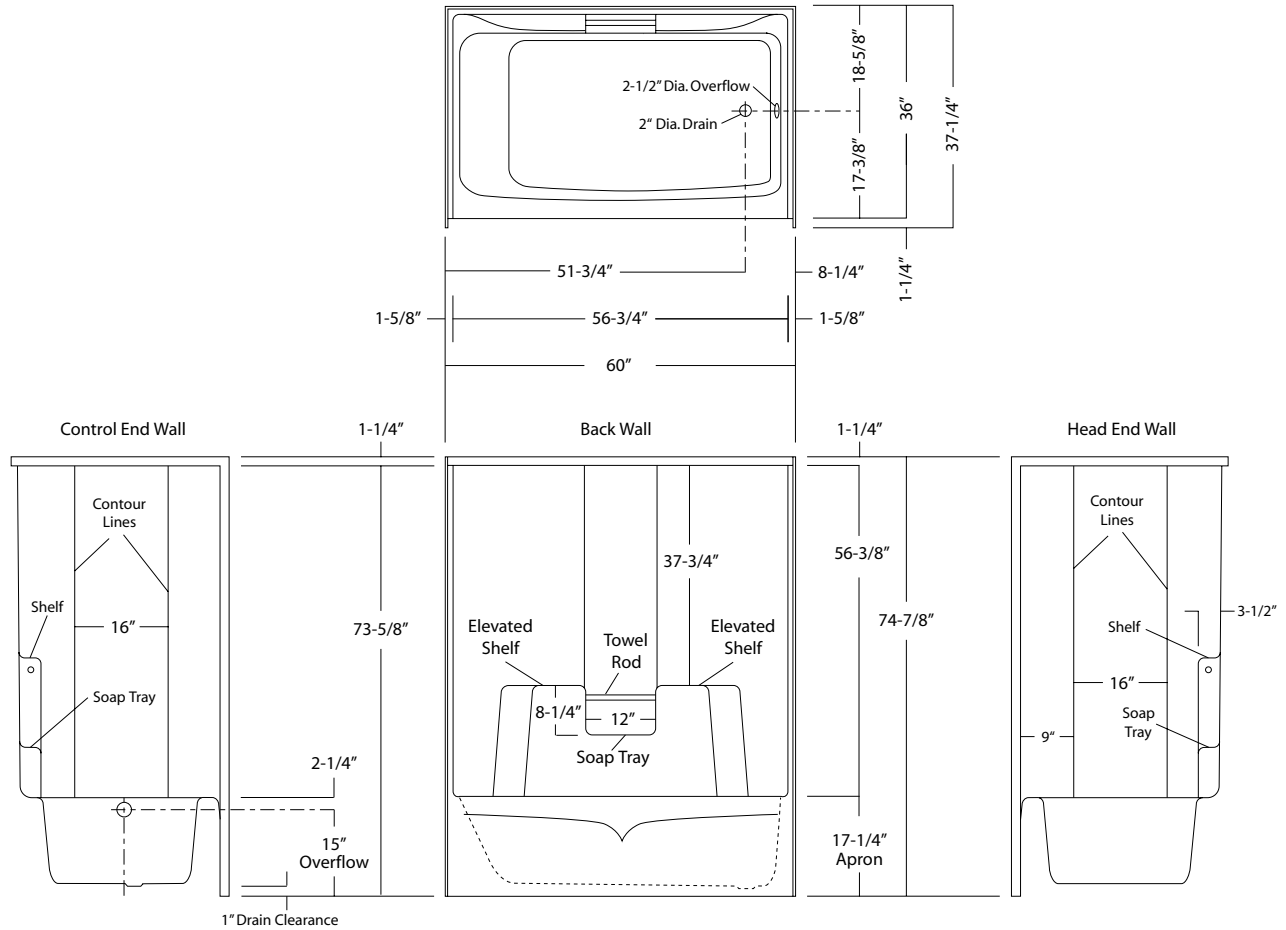 18-5/8”
36”
37-1/4”
2-1/2” Dia. Overflow
2“ Dia. Drain
17-3/8”
1-1/4”
51-3/4”
8-1/4”
1-5/8”
56-3/4”
1-5/8”
60”
Control End Wall
1-1/4”
Back Wall
1-1/4”
Head End Wall
Contour
Lines
Shelf
16”
Soap Tray
73-5/8”
2-1/4”
15”
Overflow
1” Drain Clearance
37-3/4”
Elevated
Shelf
Towel
Rod
Elevated
Shelf
8-1/4”
12”
Soap Tray
56-3/8”
74-7/8”
17-1/4”
Apron
Contour
Lines
3-1/2”
Shelf
16”
Soap
Tray
9“